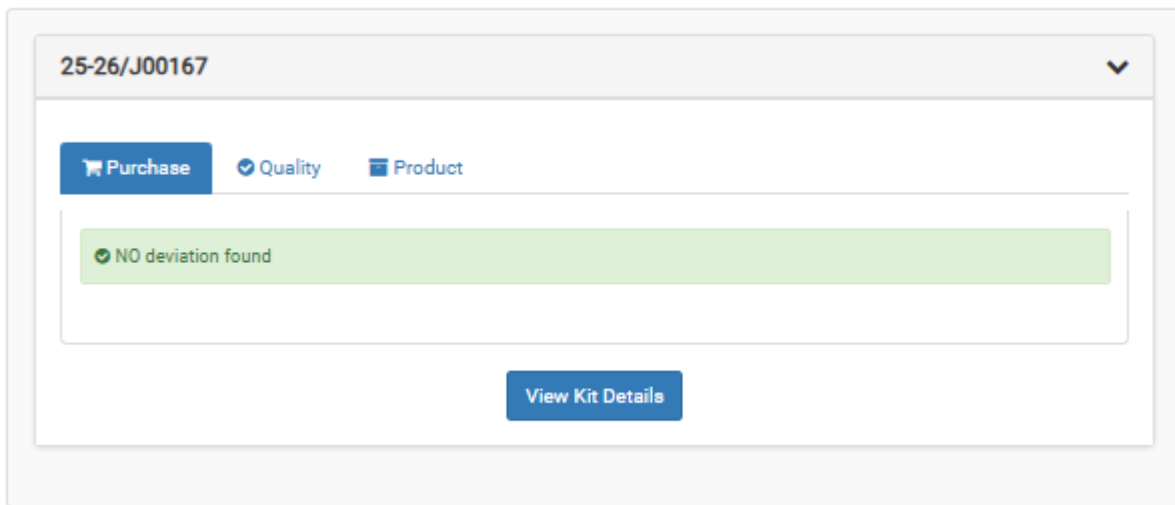 25-26/J00167
Purchase Quality Product
NO deviation found
View Kit Details